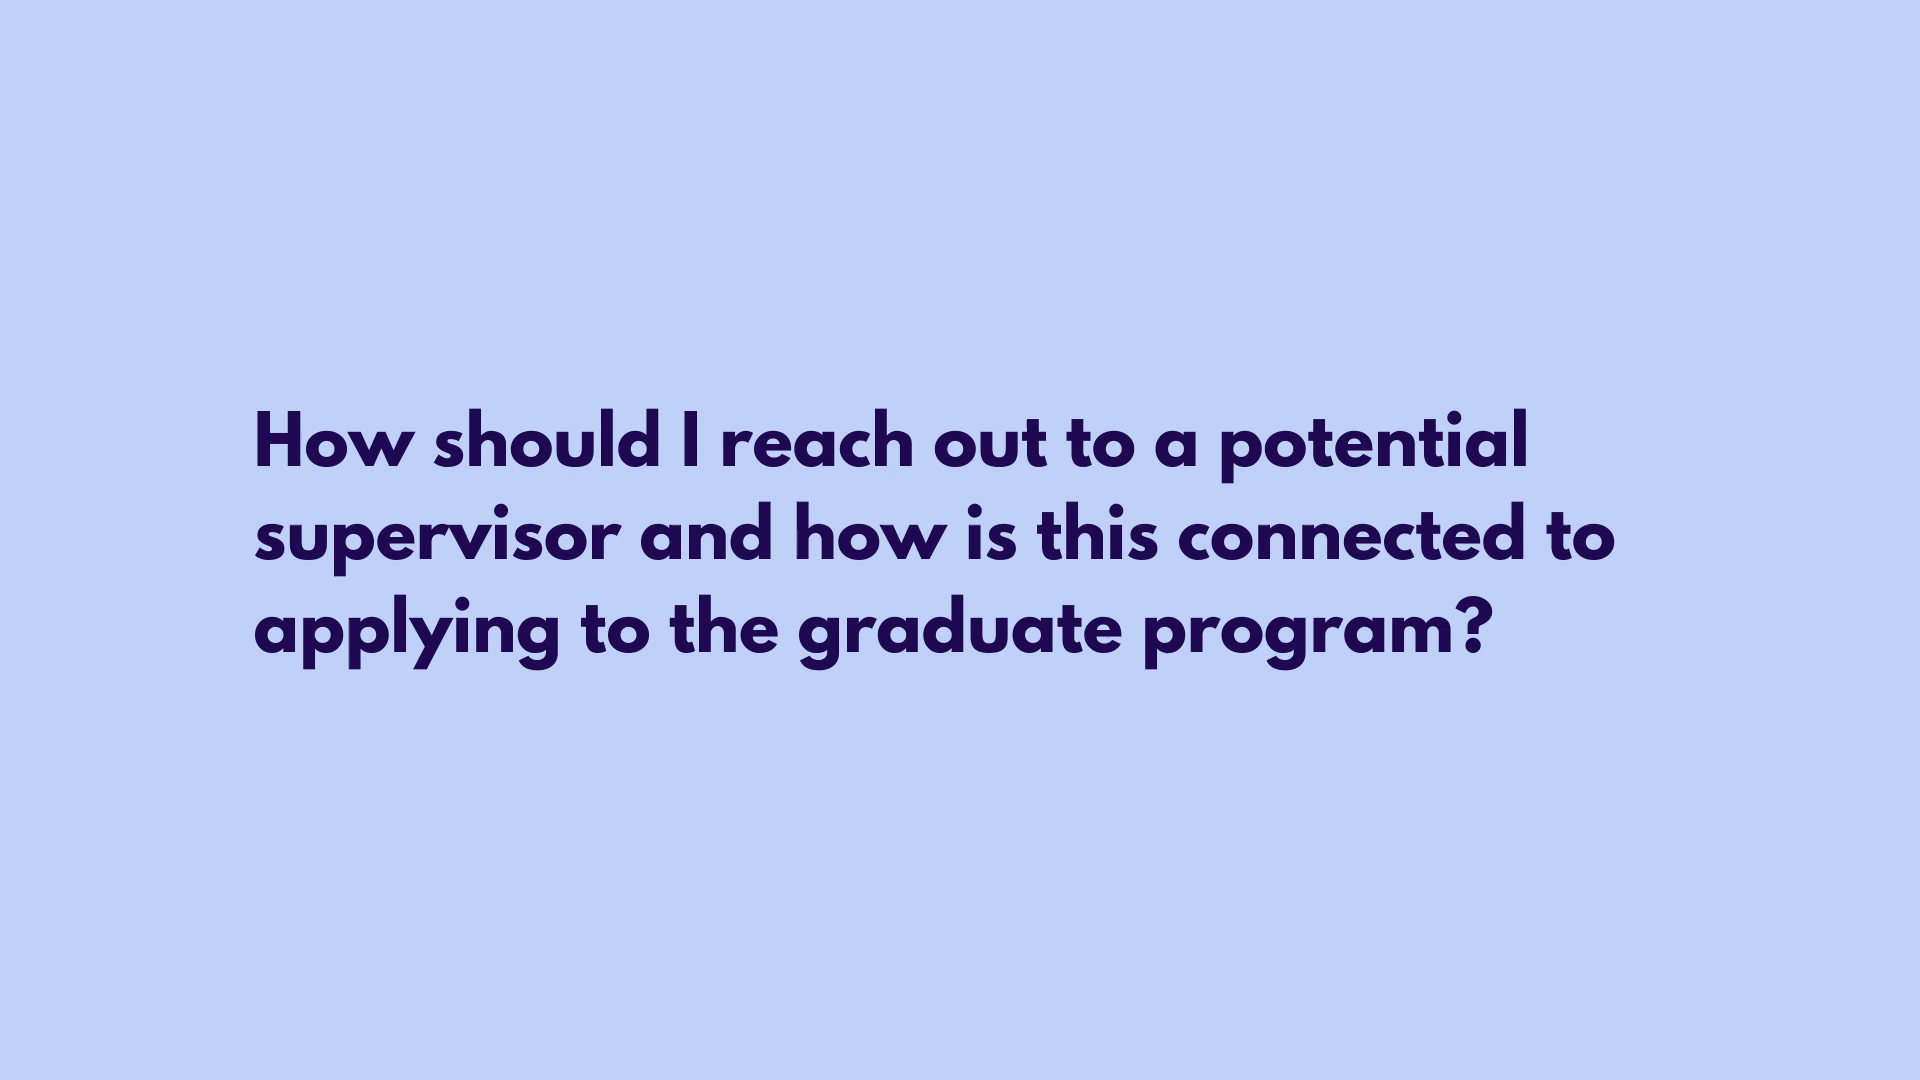 How should I reach out to a potential
supervisor and how is this connected to
applying to the graduate program?